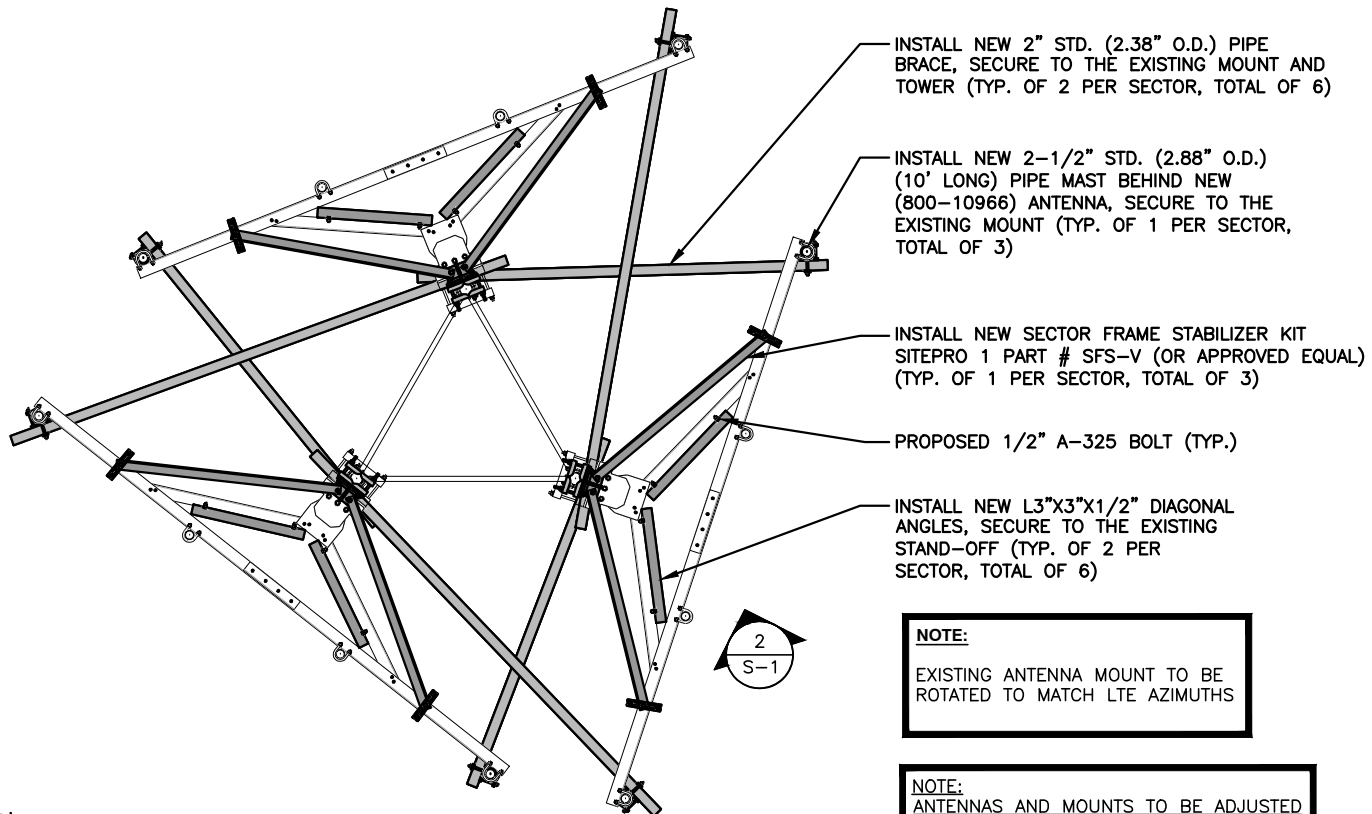 INSTALL NEW 2" STD. (2.38" O.D.) PIPE
BRACE, SECURE TO THE EXISTING MOUNT AND
TOWER (TYP. OF 2 PER SECTOR, TOTAL OF 6)
INSTALL NEW 2-1/2" STD. (2.88" O.D.)
(10' LONG) PIPE MAST BEHIND NEW
(800-10966) ANTENNA, SECURE TO THE
EXISTING MOUNT (TYP. OF 1 PER SECTOR,
TOTAL OF 3)
INSTALL NEW SECTOR FRAME STABILIZER KIT
SITEPRO 1 PART # SFS-V (OR APPROVED EQUAL)
(TYP. OF 1 PER SECTOR, TOTAL OF 3)
PROPOSED 1/2" A-325 BOLT (TYP.)
INSTALL NEW L3"X3"X1/2" DIAGONAL
ANGLES, SECURE TO THE EXISTING
STAND-OFF (TYP. OF 2 PER
SECTOR, TOTAL OF 6)
2
S-1
NOTE:
EXISTING ANTENNA MOUNT TO BE
ROTATED TO MATCH LTE AZIMUTHS
NOTE:
ANTENNAS AND MOUNTS TO BE ADJUSTED